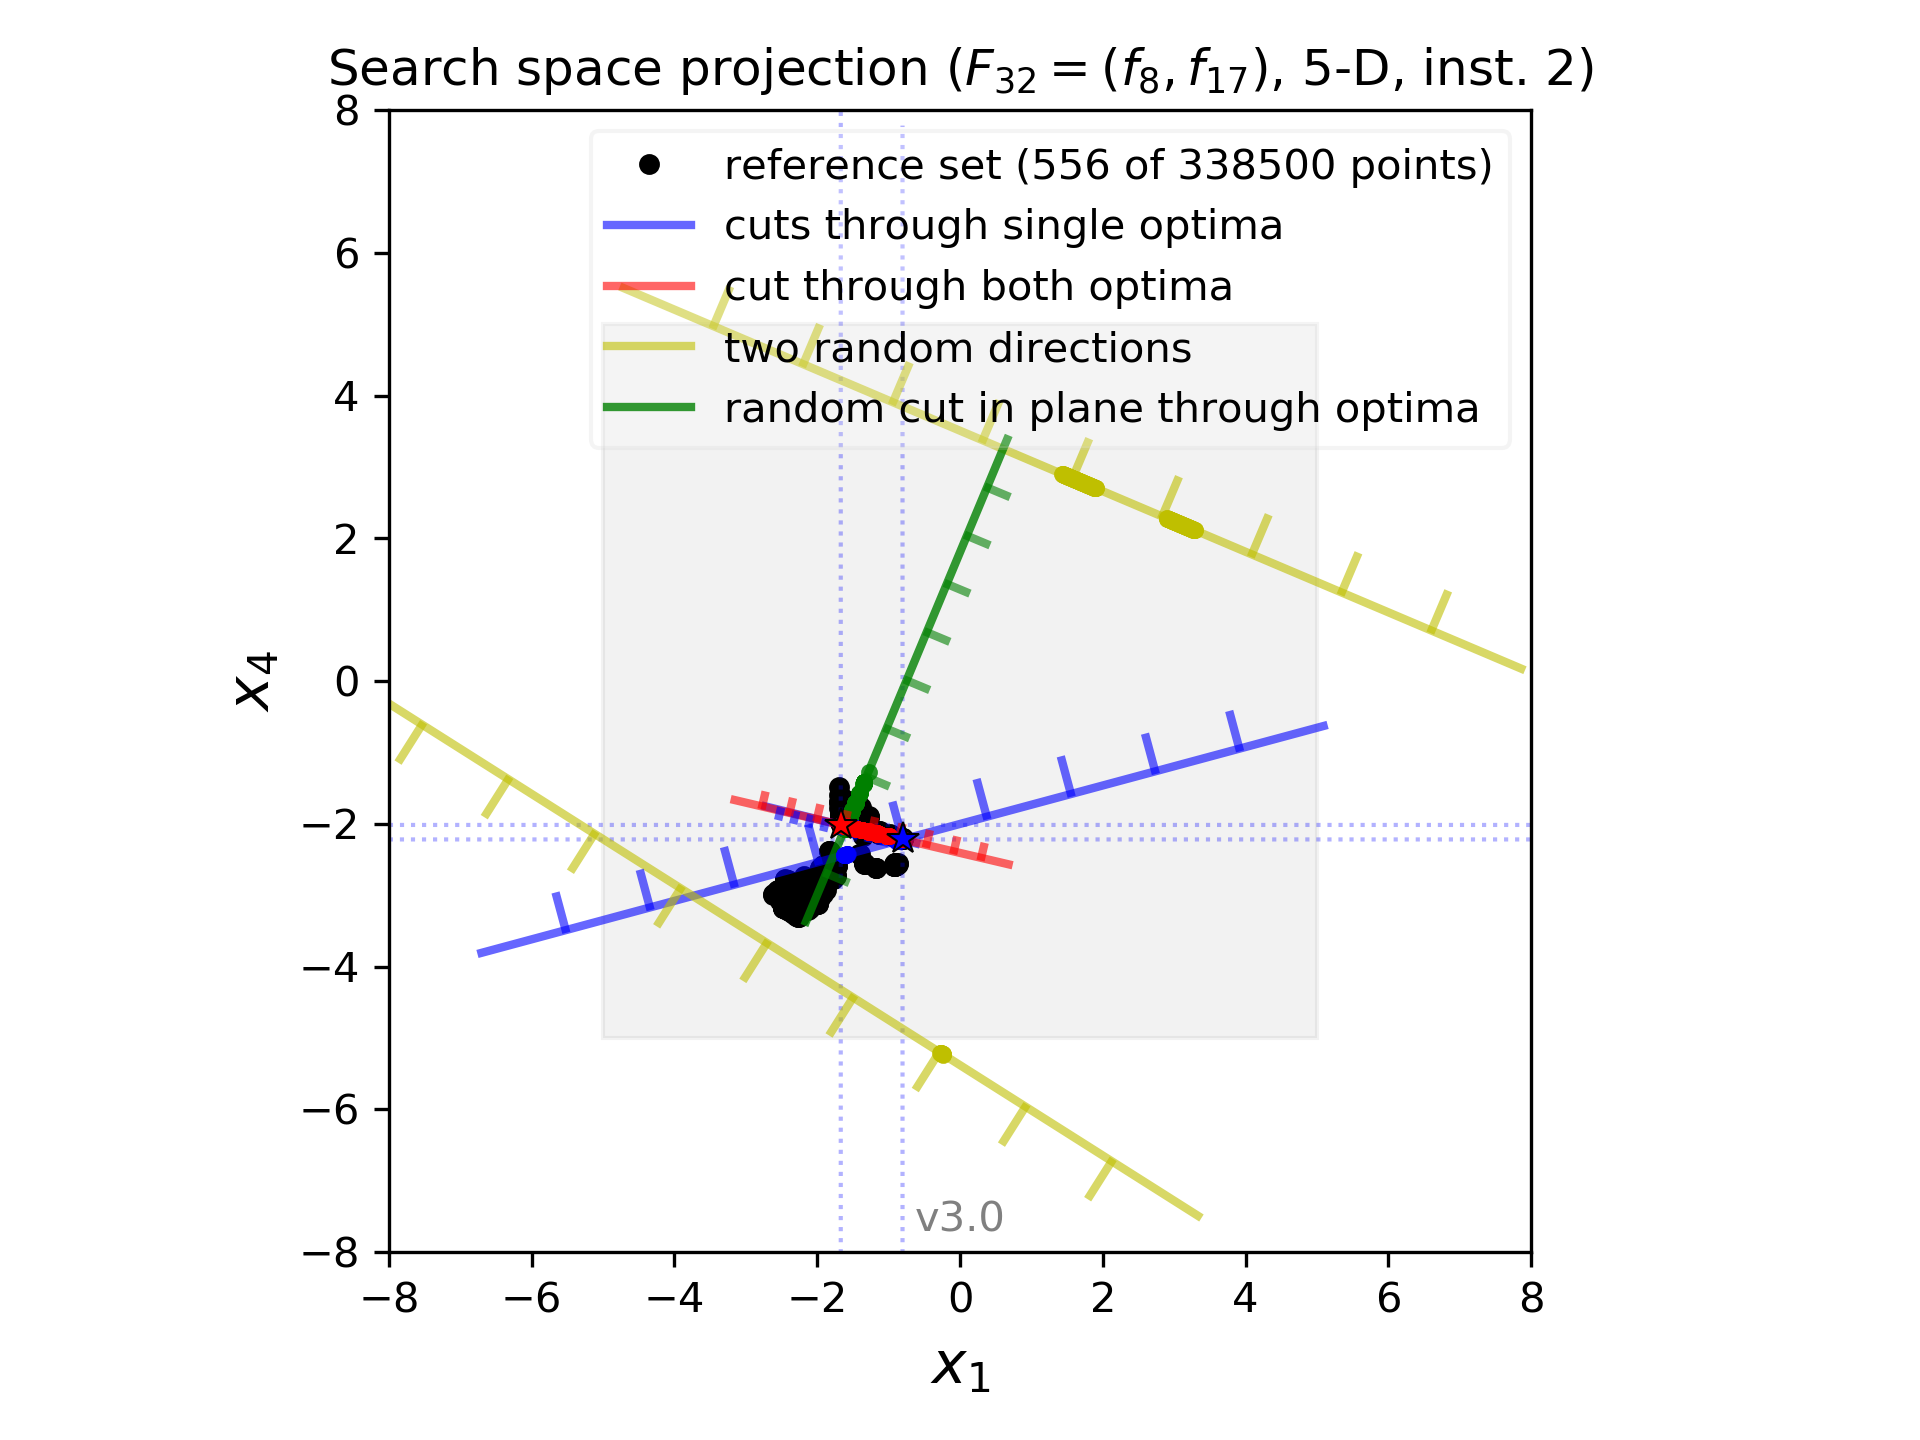 Search space projection (F₃₂ = (f₈, f₁₇), 5-D, inst. 2)
8
6
4
2
0
−2
−4
−6
−8
x₄
reference set (556 of 338500 points)
cuts through single optima
cut through both optima
two random directions
random cut in plane through optima
v3.0
−8 −6 −4 −2 0 2 4 6 8
x₁